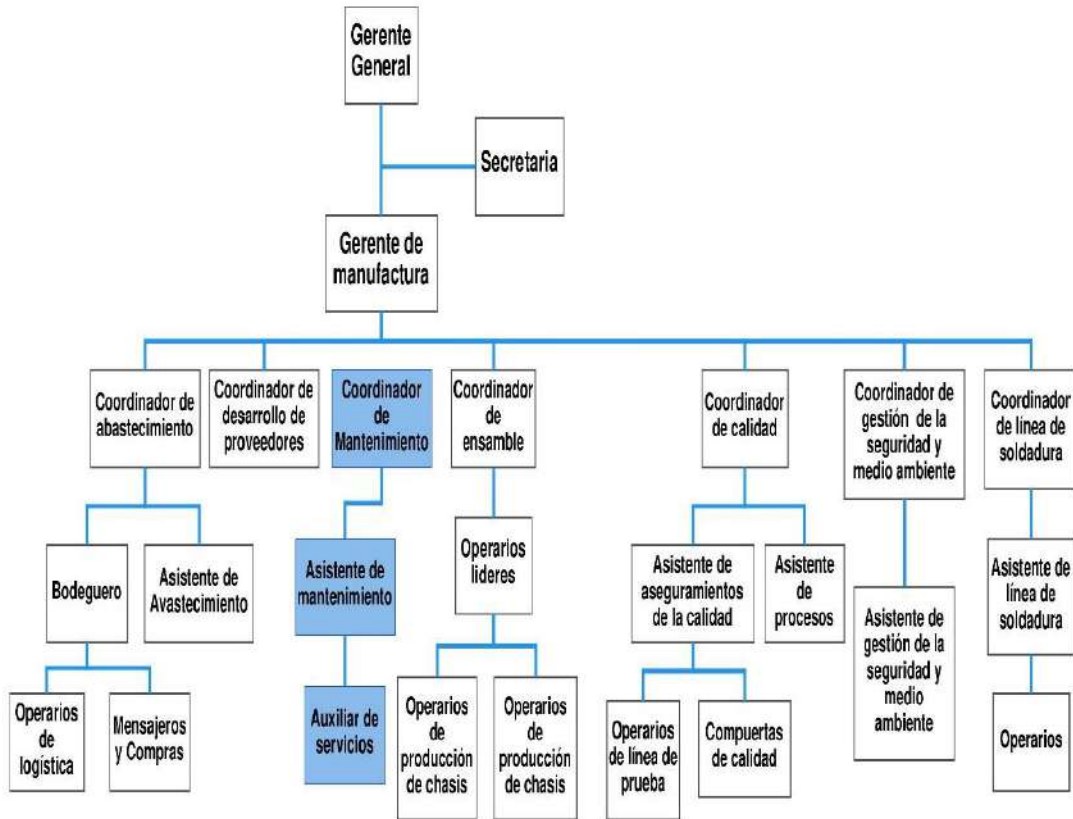 Gerente
General
Secretaria
Gerente de
manufactura
Coordinador de
abastecimiento
Coordinador de
desarrollo de
proveedores
Coordinador
de
Mantenimiento
Coordinador
de
ensamble
Coordinador
de calidad
Coordinador de
gestión de la
seguridad y
medio ambiente
Coordinador
de línea de
soldadura
Bodeguero
Asistente de
Avastecimiento
Asistente de
mantenimiento
Operarios
lideres
Asistente de
aseguramientos
de la calidad
Asistente
de
procesos
Asistente de
gestión de la
seguridad y
medio
ambiente
Asistente de
línea de
soldadura
Operarios
de
logística
Mensajeros
y Compras
Auxiliar de
servicios
Operarios
de
producción
de chasis
Operarios
de
producción
de chasis
Operarios
de línea de
prueba
Compuertas
de calidad
Operarios